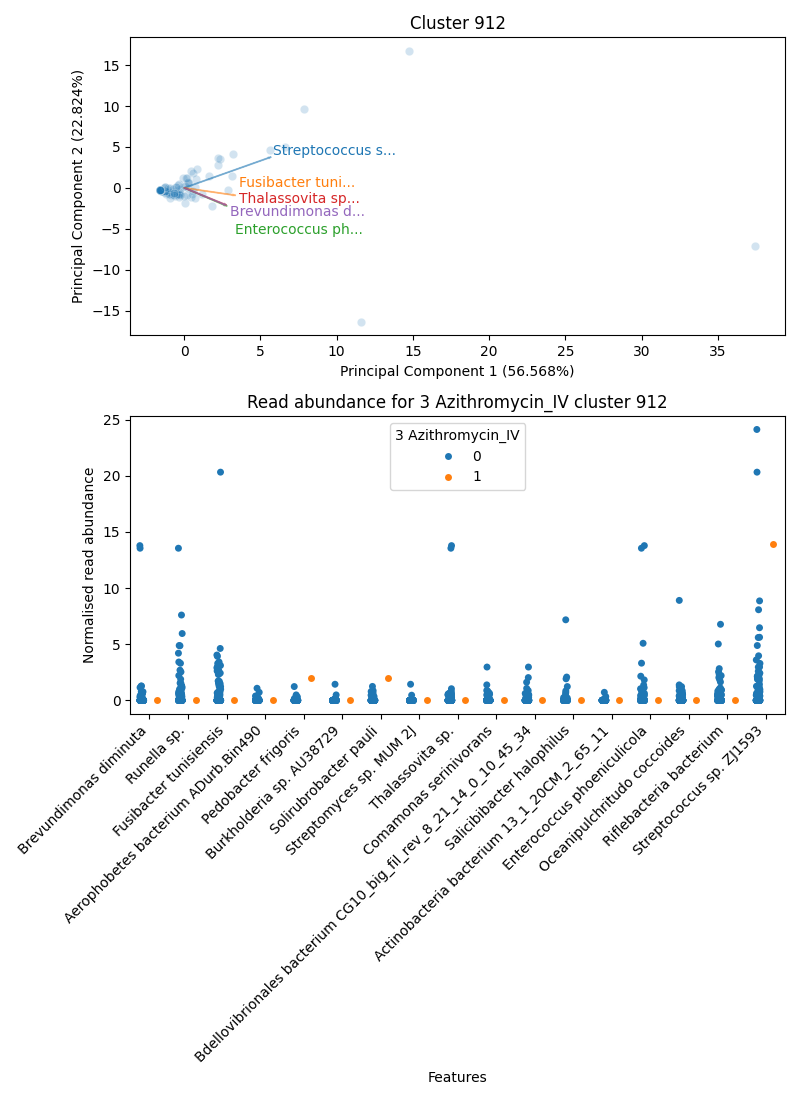 Cluster 912
15
10
5
0
−5
−10
−15
Principal Component 2 (22.824%)
Streptococcus s...
Fusibacter tuni...
Thalassovita sp...
Brevundimonas d...
Enterococcus ph...
0 5 10 15 20 25 30 35
Principal Component 1 (56.568%)
Read abundance for 3 Azithromycin_IV cluster 912
25
20
15
10
5
0
Normalised read abundance
3 Azithromycin_IV
0
1
Brevundimonas diminuta
Runella sp.
Fusibacter tunisiensis
Aerophobetes bacterium ADurb.Bin490
Pedobacter frigoris
Burkholderia sp. AU38729
Solirubrobacter pauli
Streptomyces sp. MUM 2J
Thalassovita sp.
Comamonas serinivorans
Bdellovibrionales bacterium CG10_big_fil_rev_8_21_14_0_10_45_34
Salicibibacter halophilus
Actinobacteria bacterium 13_1_20CM_2_65_11
Enterococcus phoeniculicola
Oceanipulchritudo coccoides
Riflebacteria bacterium
Streptococcus sp. ZJ1593
Features